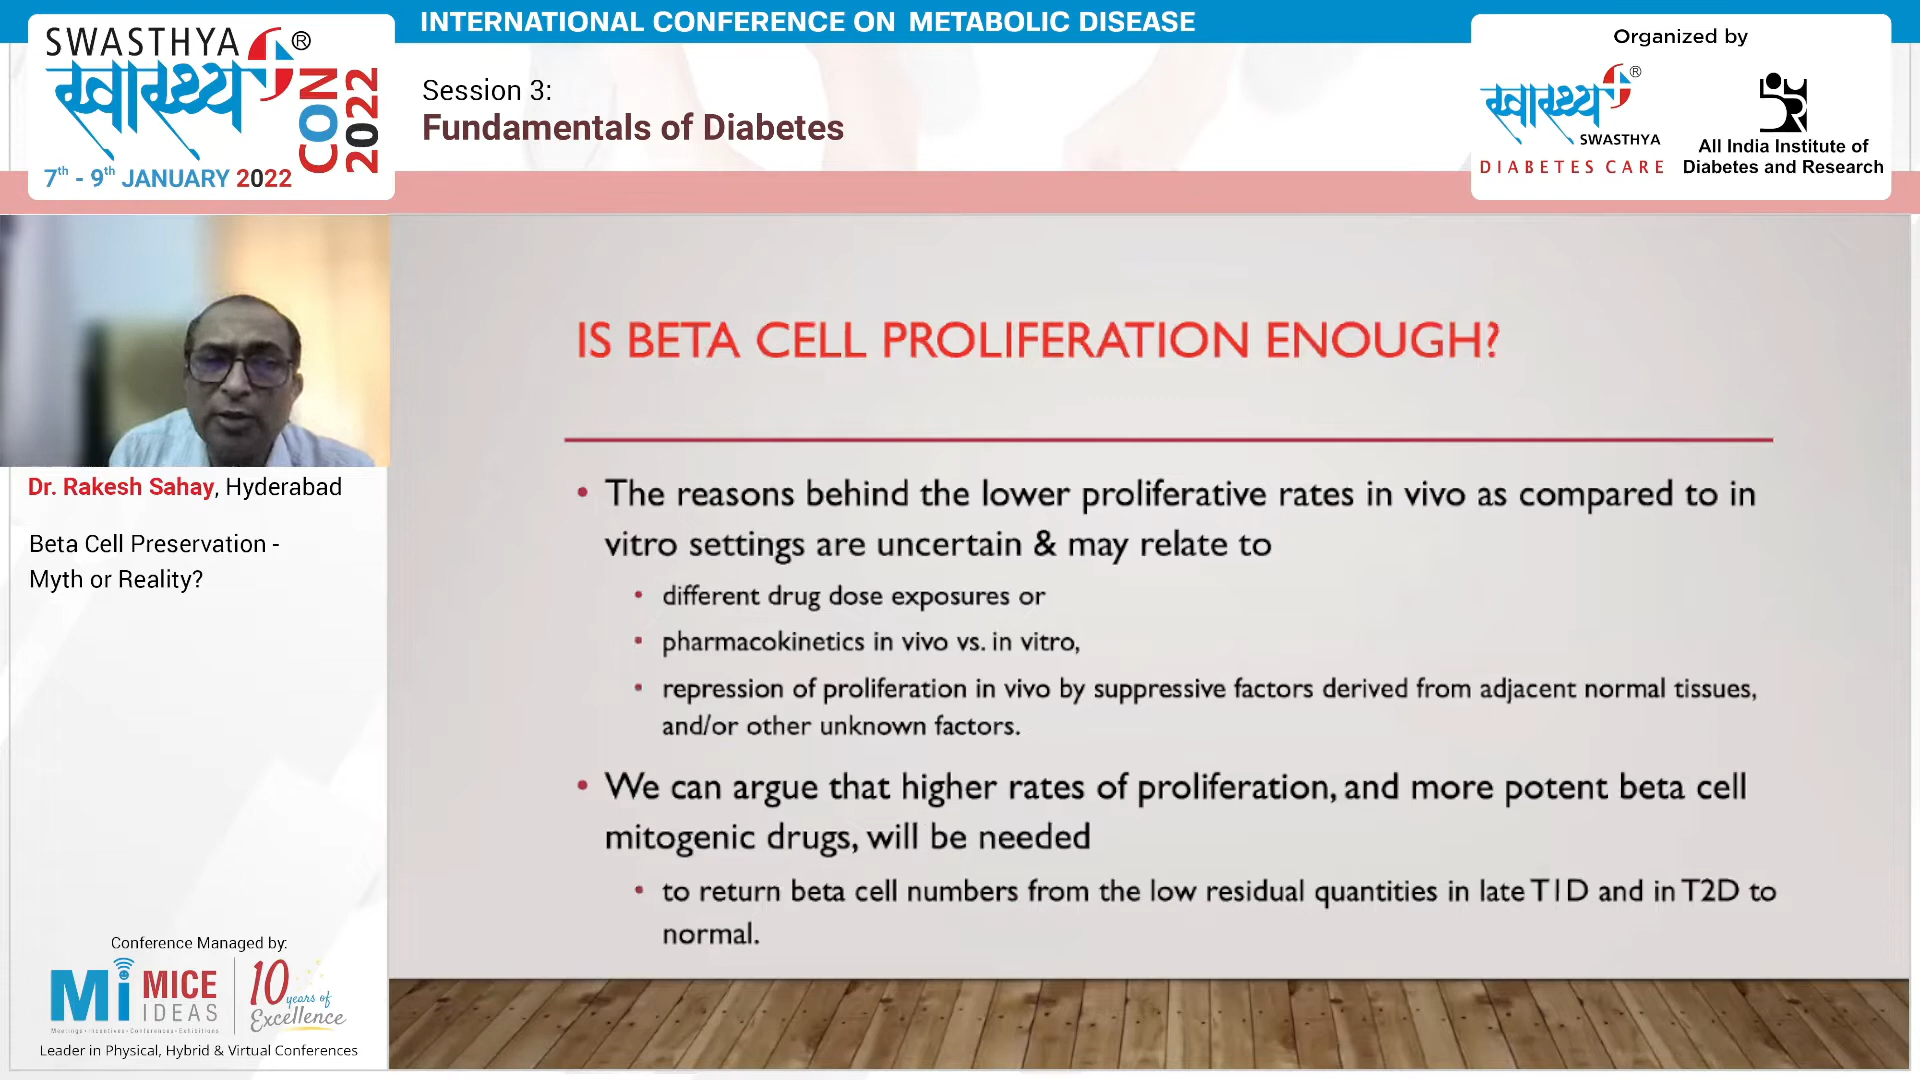 INTERNATIONAL CONFERENCE ON METABOLIC DISEASE
SWASTHYA ®
स्वास्थ्य
CON
2022
7th - 9th JANUARY 2022
Session 3:
Fundamentals of Diabetes
Organized by
स्वास्थ्य ®
SWASTHYA
DIABETES CARE
All India Institute of
Diabetes and Research
Dr. Rakesh Sahay, Hyderabad
Beta Cell Preservation -
Myth or Reality?
IS BETA CELL PROLIFERATION ENOUGH?
• The reasons behind the lower proliferative rates in vivo as compared to in
vitro settings are uncertain & may relate to
• different drug dose exposures or
• pharmacokinetics in vivo vs. in vitro,
• repression of proliferation in vivo by suppressive factors derived from adjacent normal tissues,
and/or other unknown factors.
• We can argue that higher rates of proliferation, and more potent beta cell
mitogenic drugs, will be needed
• to return beta cell numbers from the low residual quantities in late T1D and in T2D to
normal.
Conference Managed by:
Mi MICE
IDEAS
Meetings • Incentives • Conferences • Exhibitions
10
years of
Excellence
Leader in Physical, Hybrid & Virtual Conferences